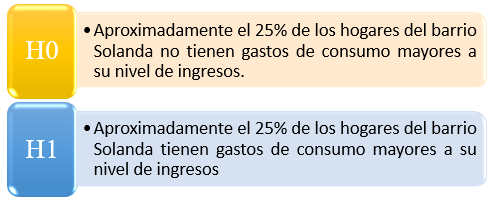 H0
• Aproximadamente el 25% de los hogares del barrio
Solanda no tienen gastos de consumo mayores a
su nivel de ingresos.
H1
• Aproximadamente el 25% de los hogares del barrio
Solanda tienen gastos de consumo mayores a su
nivel de ingresos